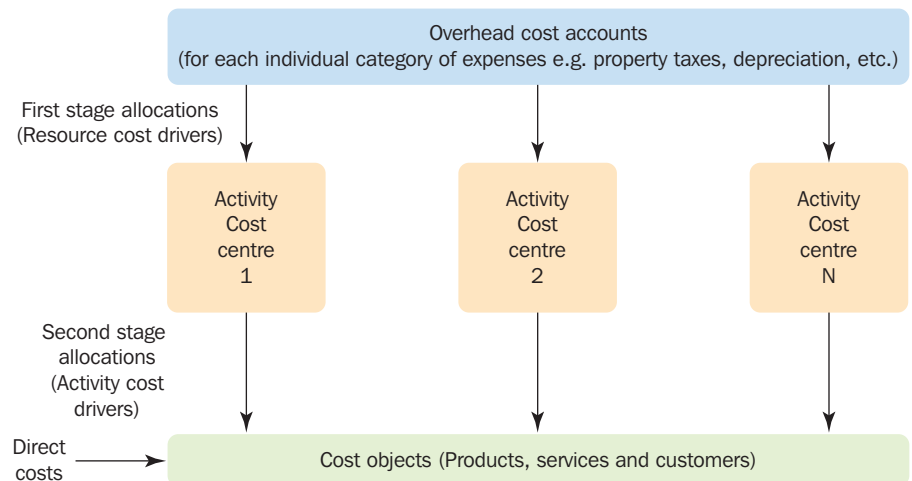 Overhead cost accounts
(for each individual category of expenses e.g. property taxes, depreciation, etc.)
First stage allocations
(Resource cost drivers)
Activity
Cost
centre
1
Activity
Cost
centre
2
Activity
Cost
centre
N
Second stage
allocations
(Activity cost
drivers)
Direct
costs
Cost objects (Products, services and customers)